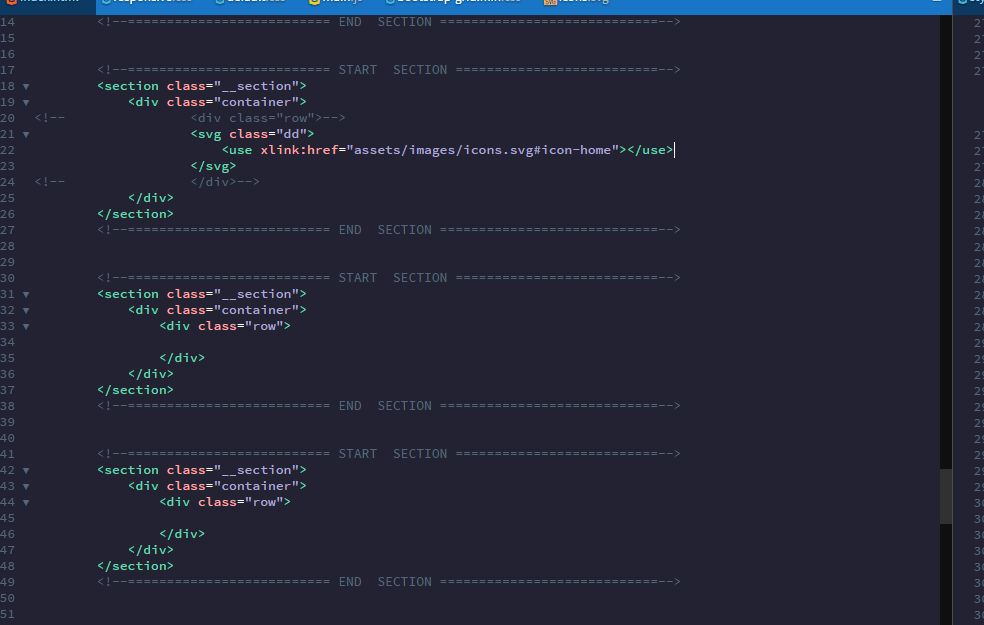 14 <!--========================== END  SECTION ============================-->
15
16
17 <!--========================== START  SECTION ==========================-->
18 <section class="__section">
19 <div class="container">
20 <!-- <div class="row">-->
21 <svg class="dd">
22 <use xlink:href="assets/images/icons.svg#icon-home"></use>
23 </svg>
24 <!-- </div>-->
25 </div>
26 </section>
27 <!--========================== END  SECTION ============================-->
28
29
30 <!--========================== START  SECTION ==========================-->
31 <section class="__section">
32 <div class="container">
33 <div class="row">
34
35 </div>
36 </div>
37 </section>
38 <!--========================== END  SECTION ============================-->
39
40
41 <!--========================== START  SECTION ==========================-->
42 <section class="__section">
43 <div class="container">
44 <div class="row">
45
46 </div>
47 </div>
48 </section>
49 <!--========================== END  SECTION ============================-->
50
51